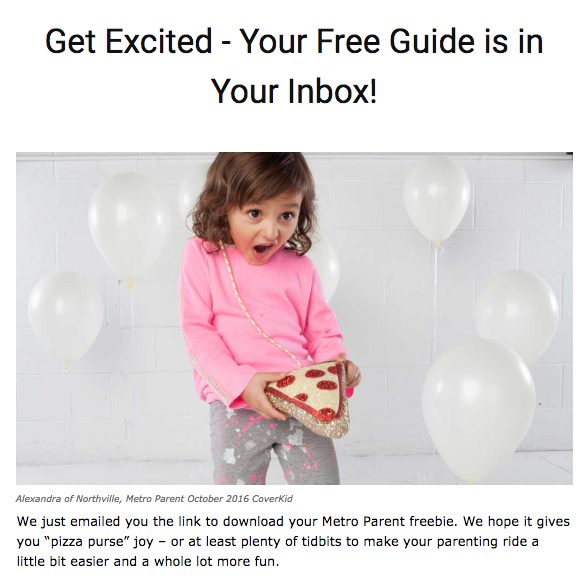 Get Excited - Your Free Guide is in
Your Inbox!
Alexandra of Northville, Metro Parent October 2016 CoverKid
We just emailed you the link to download your Metro Parent freebie. We hope it gives
you “pizza purse” joy – or at least plenty of tidbits to make your parenting ride a
little bit easier and a whole lot more fun.